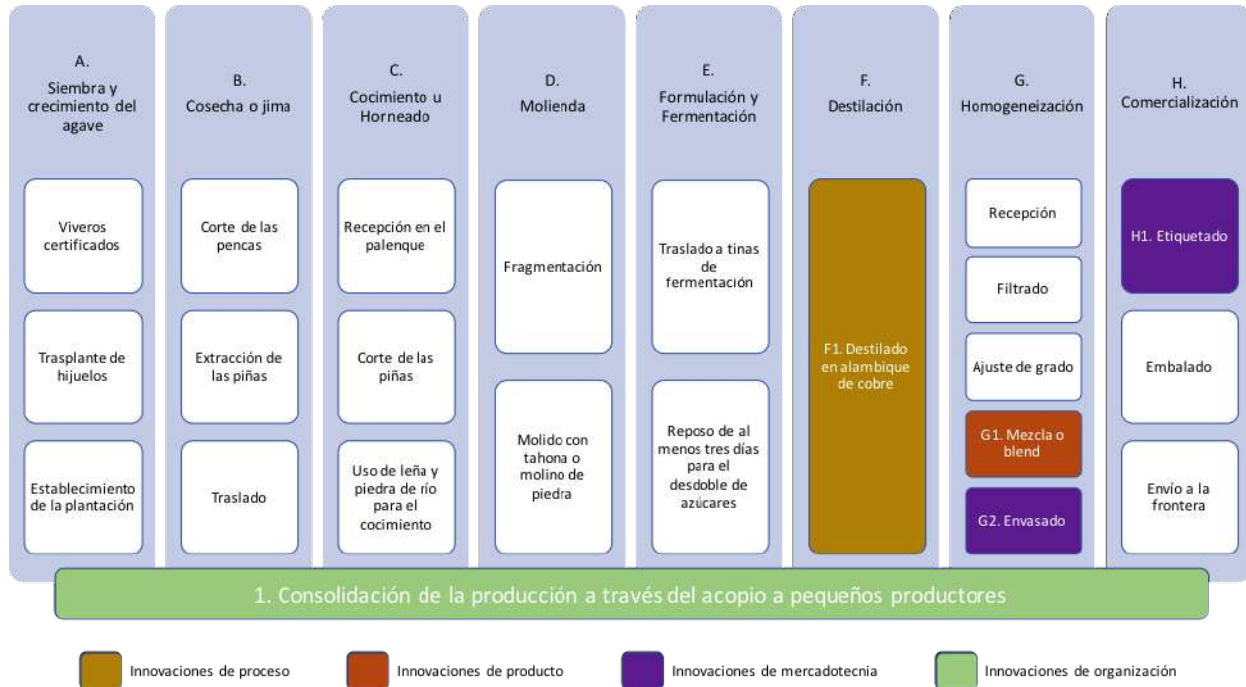 A.
Siembra y
crecimiento del
agave
Viveros
certificados
Trasplante de
hijuelos
Establecimiento
de la plantación
B.
Cosecha o jima
Corte de las
pencas
Extracción de
las piñas
Traslado
C.
Cocimiento u
Horneado
Recepción en el
palenque
Corte de las
piñas
Uso de leña y
piedra de río
para el
cocimiento
D.
Molienda
Fragmentación
Molido con
tahona o
molino de
piedra
E.
Formulación y
Fermentación
Traslado a tinas
de
fermentación
Reposo de al
menos tres días
para el
desdoble de
azúcares
F.
Destilación
F1. Destilado
en alambique
de cobre
G.
Homogeneización
Recepción
Filtrado
Ajuste de grado
G1. Mezcla o
blend
G2. Envasado
H.
Comercialización
H1. Etiquetado
Embalado
Envío a la
frontera
1. Consolidación de la producción a través del acopio a pequeños productores
Innovaciones de proceso
Innovaciones de producto
Innovaciones de mercadotecnia
Innovaciones de organización